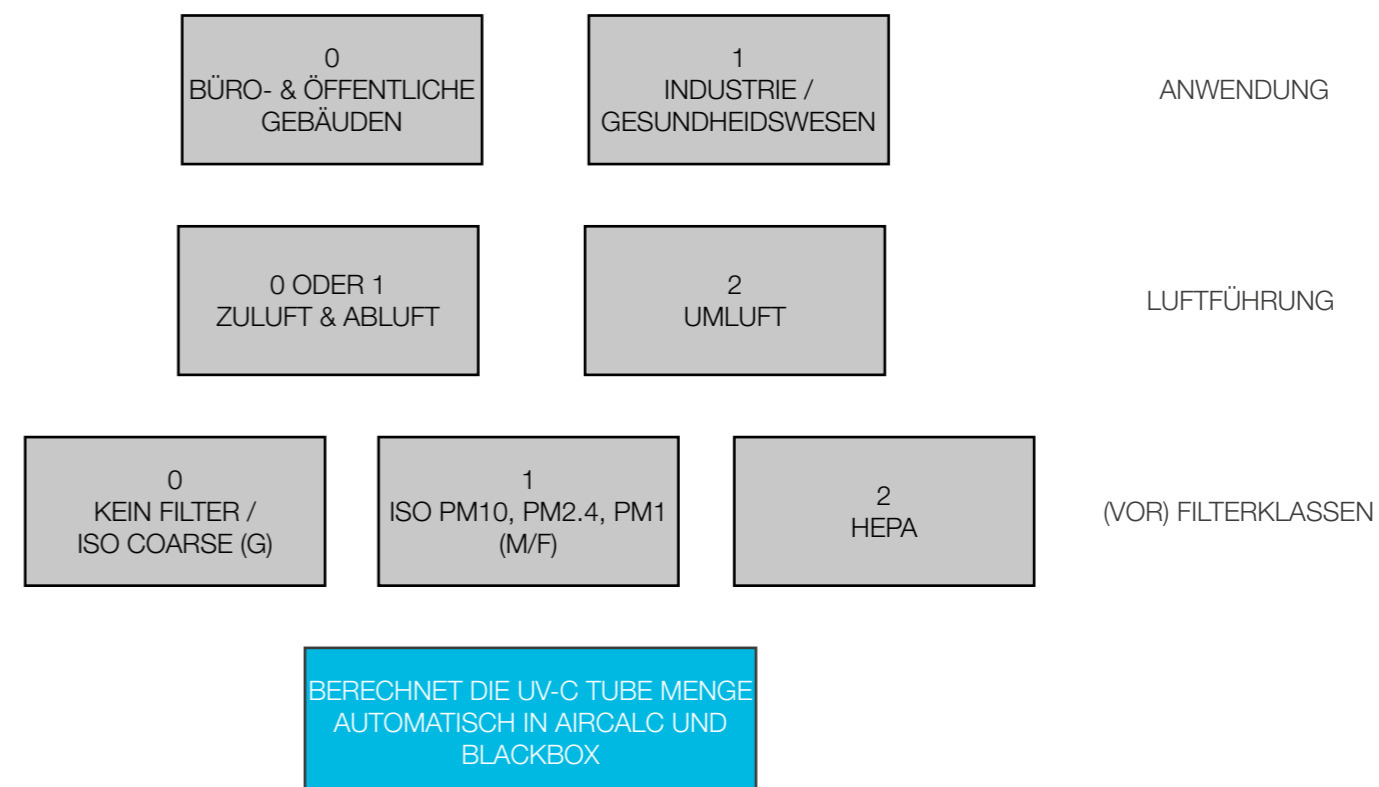 0
BÜRO- & ÖFFENTLICHE
GEBÄUDEN
1
INDUSTRIE /
GESUNDHEIDSWESEN
ANWENDUNG
0 ODER 1
ZULUFT & ABLUFT
2
UMLUFT
LUFTFÜHRUNG
0
KEIN FILTER /
ISO COARSE (G)
1
ISO PM10, PM2.4, PM1
(M/F)
2
HEPA
(VOR) FILTERKLASSEN
BERECHNET DIE UV-C TUBE MENGE
AUTOMATISCH IN AIRCALC UND
BLACKBOX